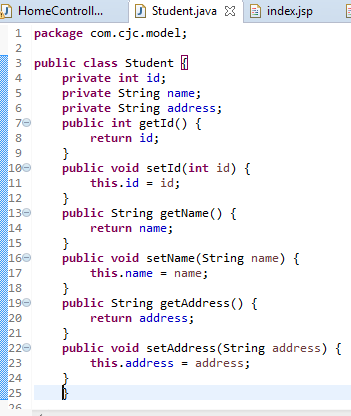 HomeControll... Student.java index.jsp
1 package com.cjc.model;
2
3 public class Student {
4 private int id;
5 private String name;
6 private String address;
7 public int getId() {
8 return id;
9 }
10 public void setId(int id) {
11 this.id = id;
12 }
13 public String getName() {
14 return name;
15 }
16 public void setName(String name) {
17 this.name = name;
18 }
19 public String getAddress() {
20 return address;
21 }
22 public void setAddress(String address) {
23 this.address = address;
24 }
25 }
26